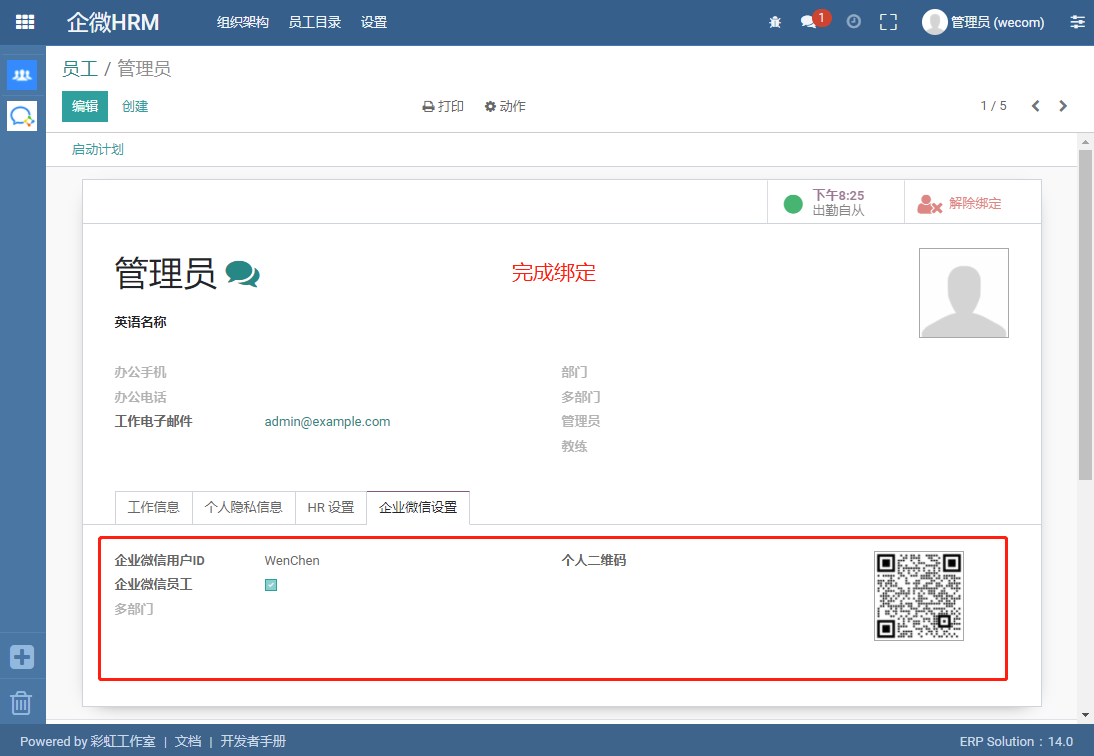 企微HRM 组织架构 员工目录 设置 1 管理员 (wecom)
员工 / 管理员
编辑 创建 打印 动作 1 / 5
启动计划
下午8:25 解除绑定
出勤自从
管理员 完成绑定
英语名称
办公手机 部门
办公电话 多部门
工作电子邮件 admin@example.com 管理员
教练
工作信息 个人隐私信息 HR 设置 企业微信设置
企业微信用户ID WenChen 个人二维码
企业微信员工
多部门
Powered by 彩虹工作室 | 文档 | 开发者手册 ERP Solution：14.0